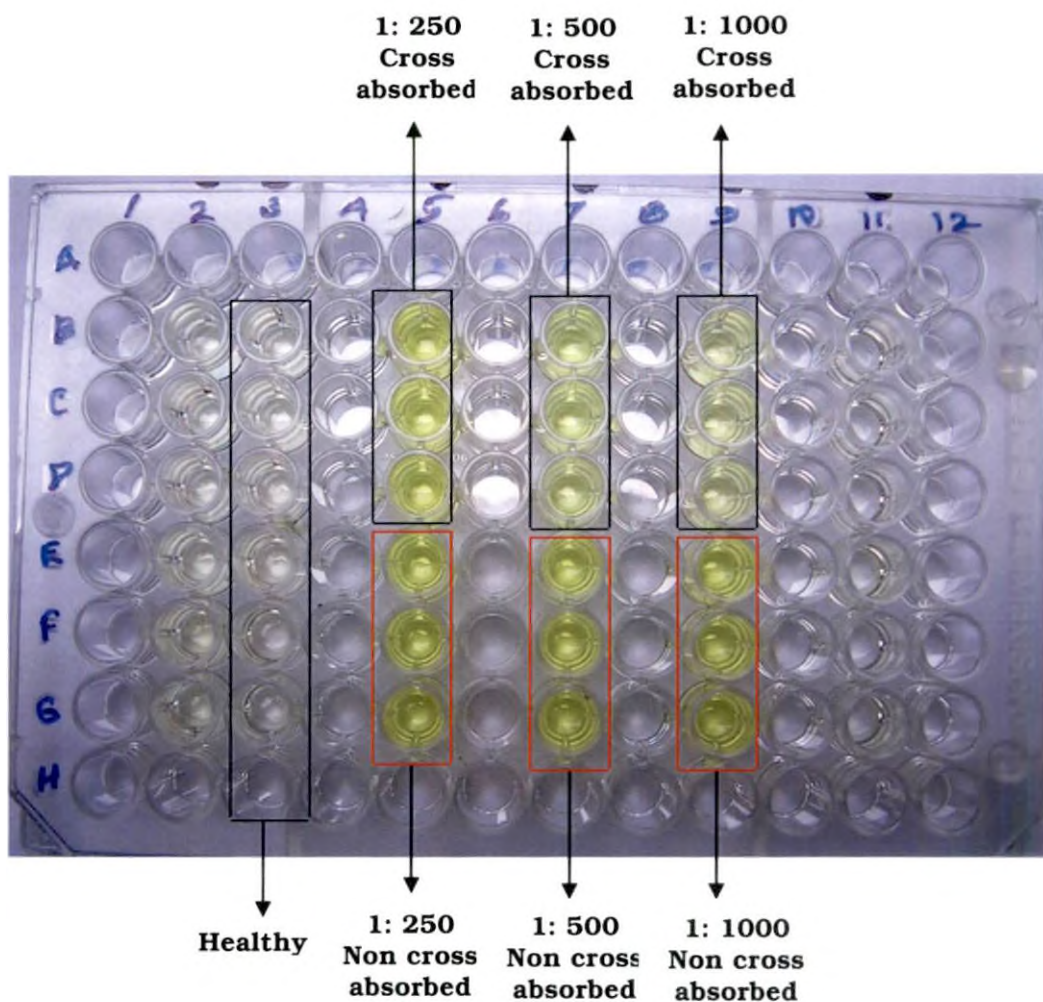 1: 250
Cross
absorbed
1: 500
Cross
absorbed
1: 1000
Cross
absorbed
1 2 3 4 5 6 7 8 9 10 11 12
A
B
C
D
E
F
G
H
Healthy
1: 250
Non cross
absorbed
1: 500
Non cross
absorbed
1: 1000
Non cross
absorbed